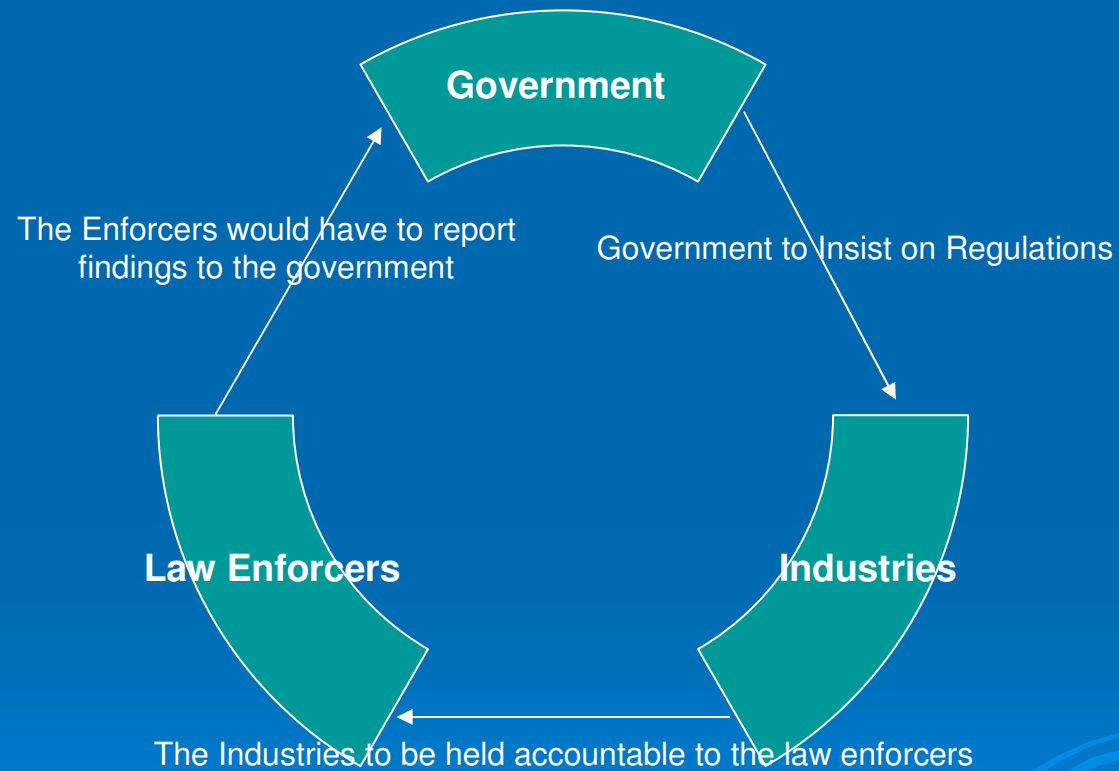 Government
The Enforcers would have to report
findings to the government
Government to Insist on Regulations
Law Enforcers
Industries
The Industries to be held accountable to the law enforcers